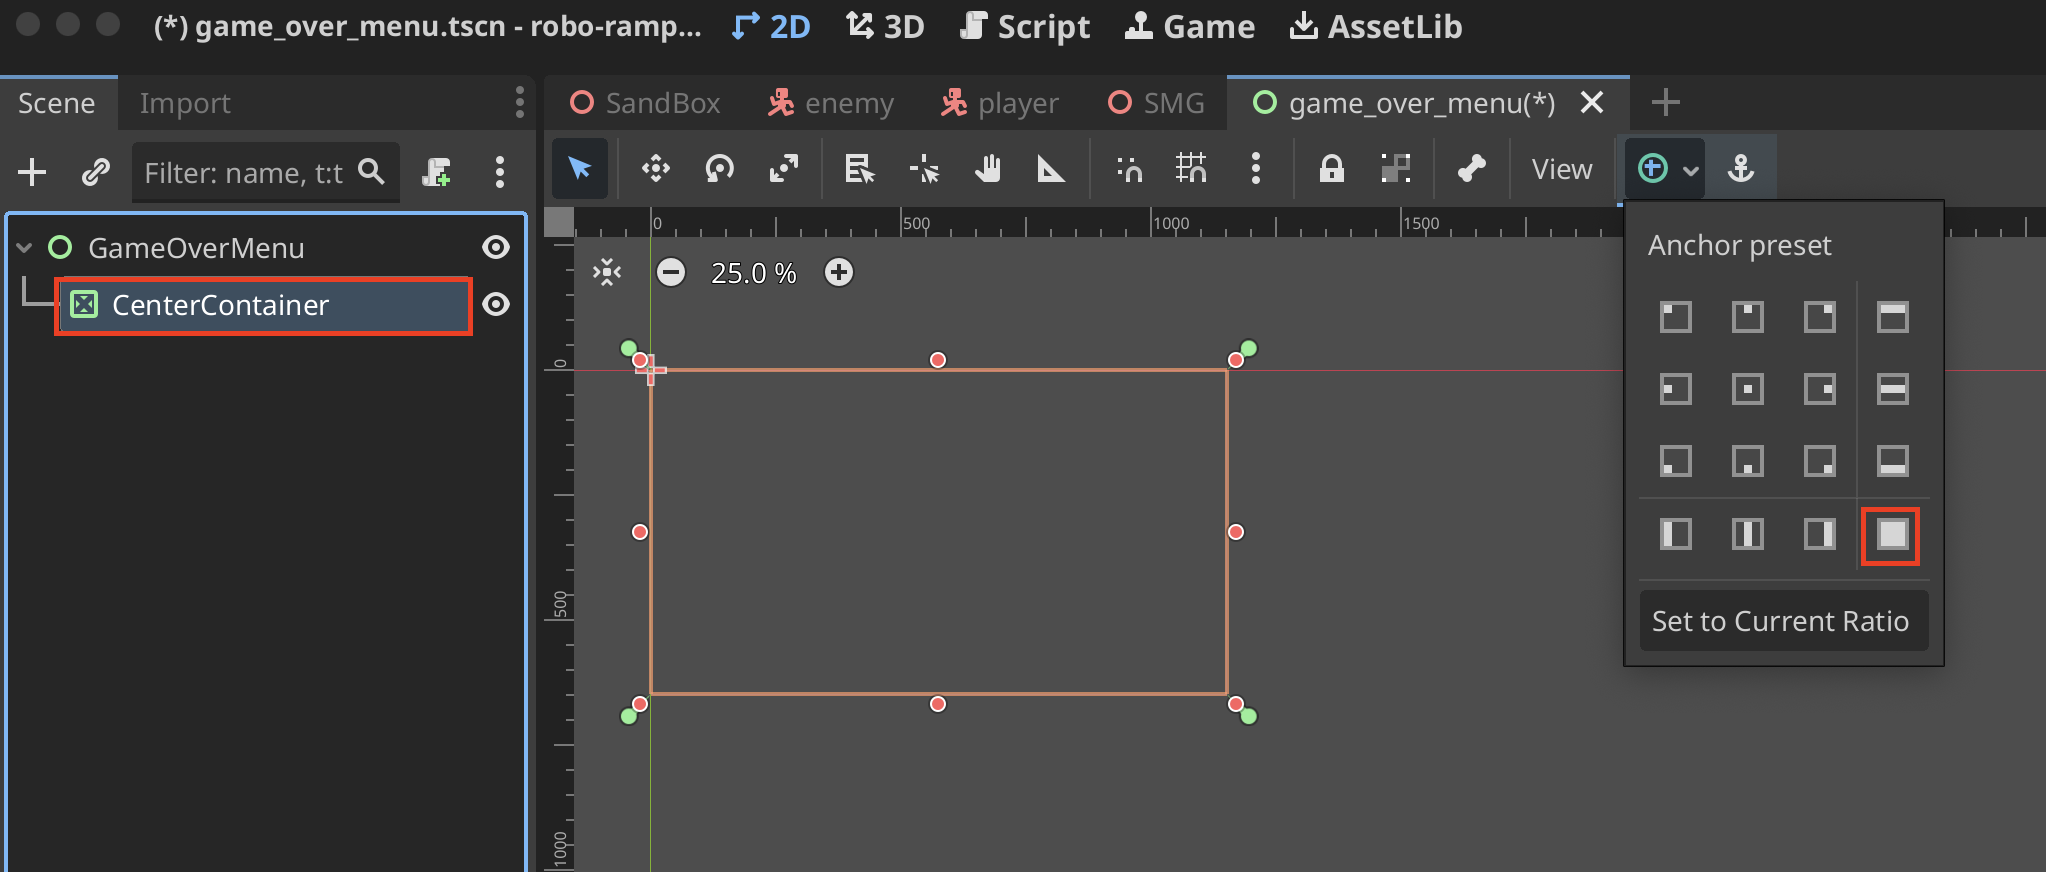 (*) game_over_menu.tscn - robo-ramp... 2D 3D Script Game AssetLib
Scene Import SandBox enemy player SMG game_over_menu(*)
Filter: name, t:t View
0 500 1000 1500
GameOverMenu
CenterContainer
25.0 %
0
500
1000
Anchor preset
Set to Current Ratio